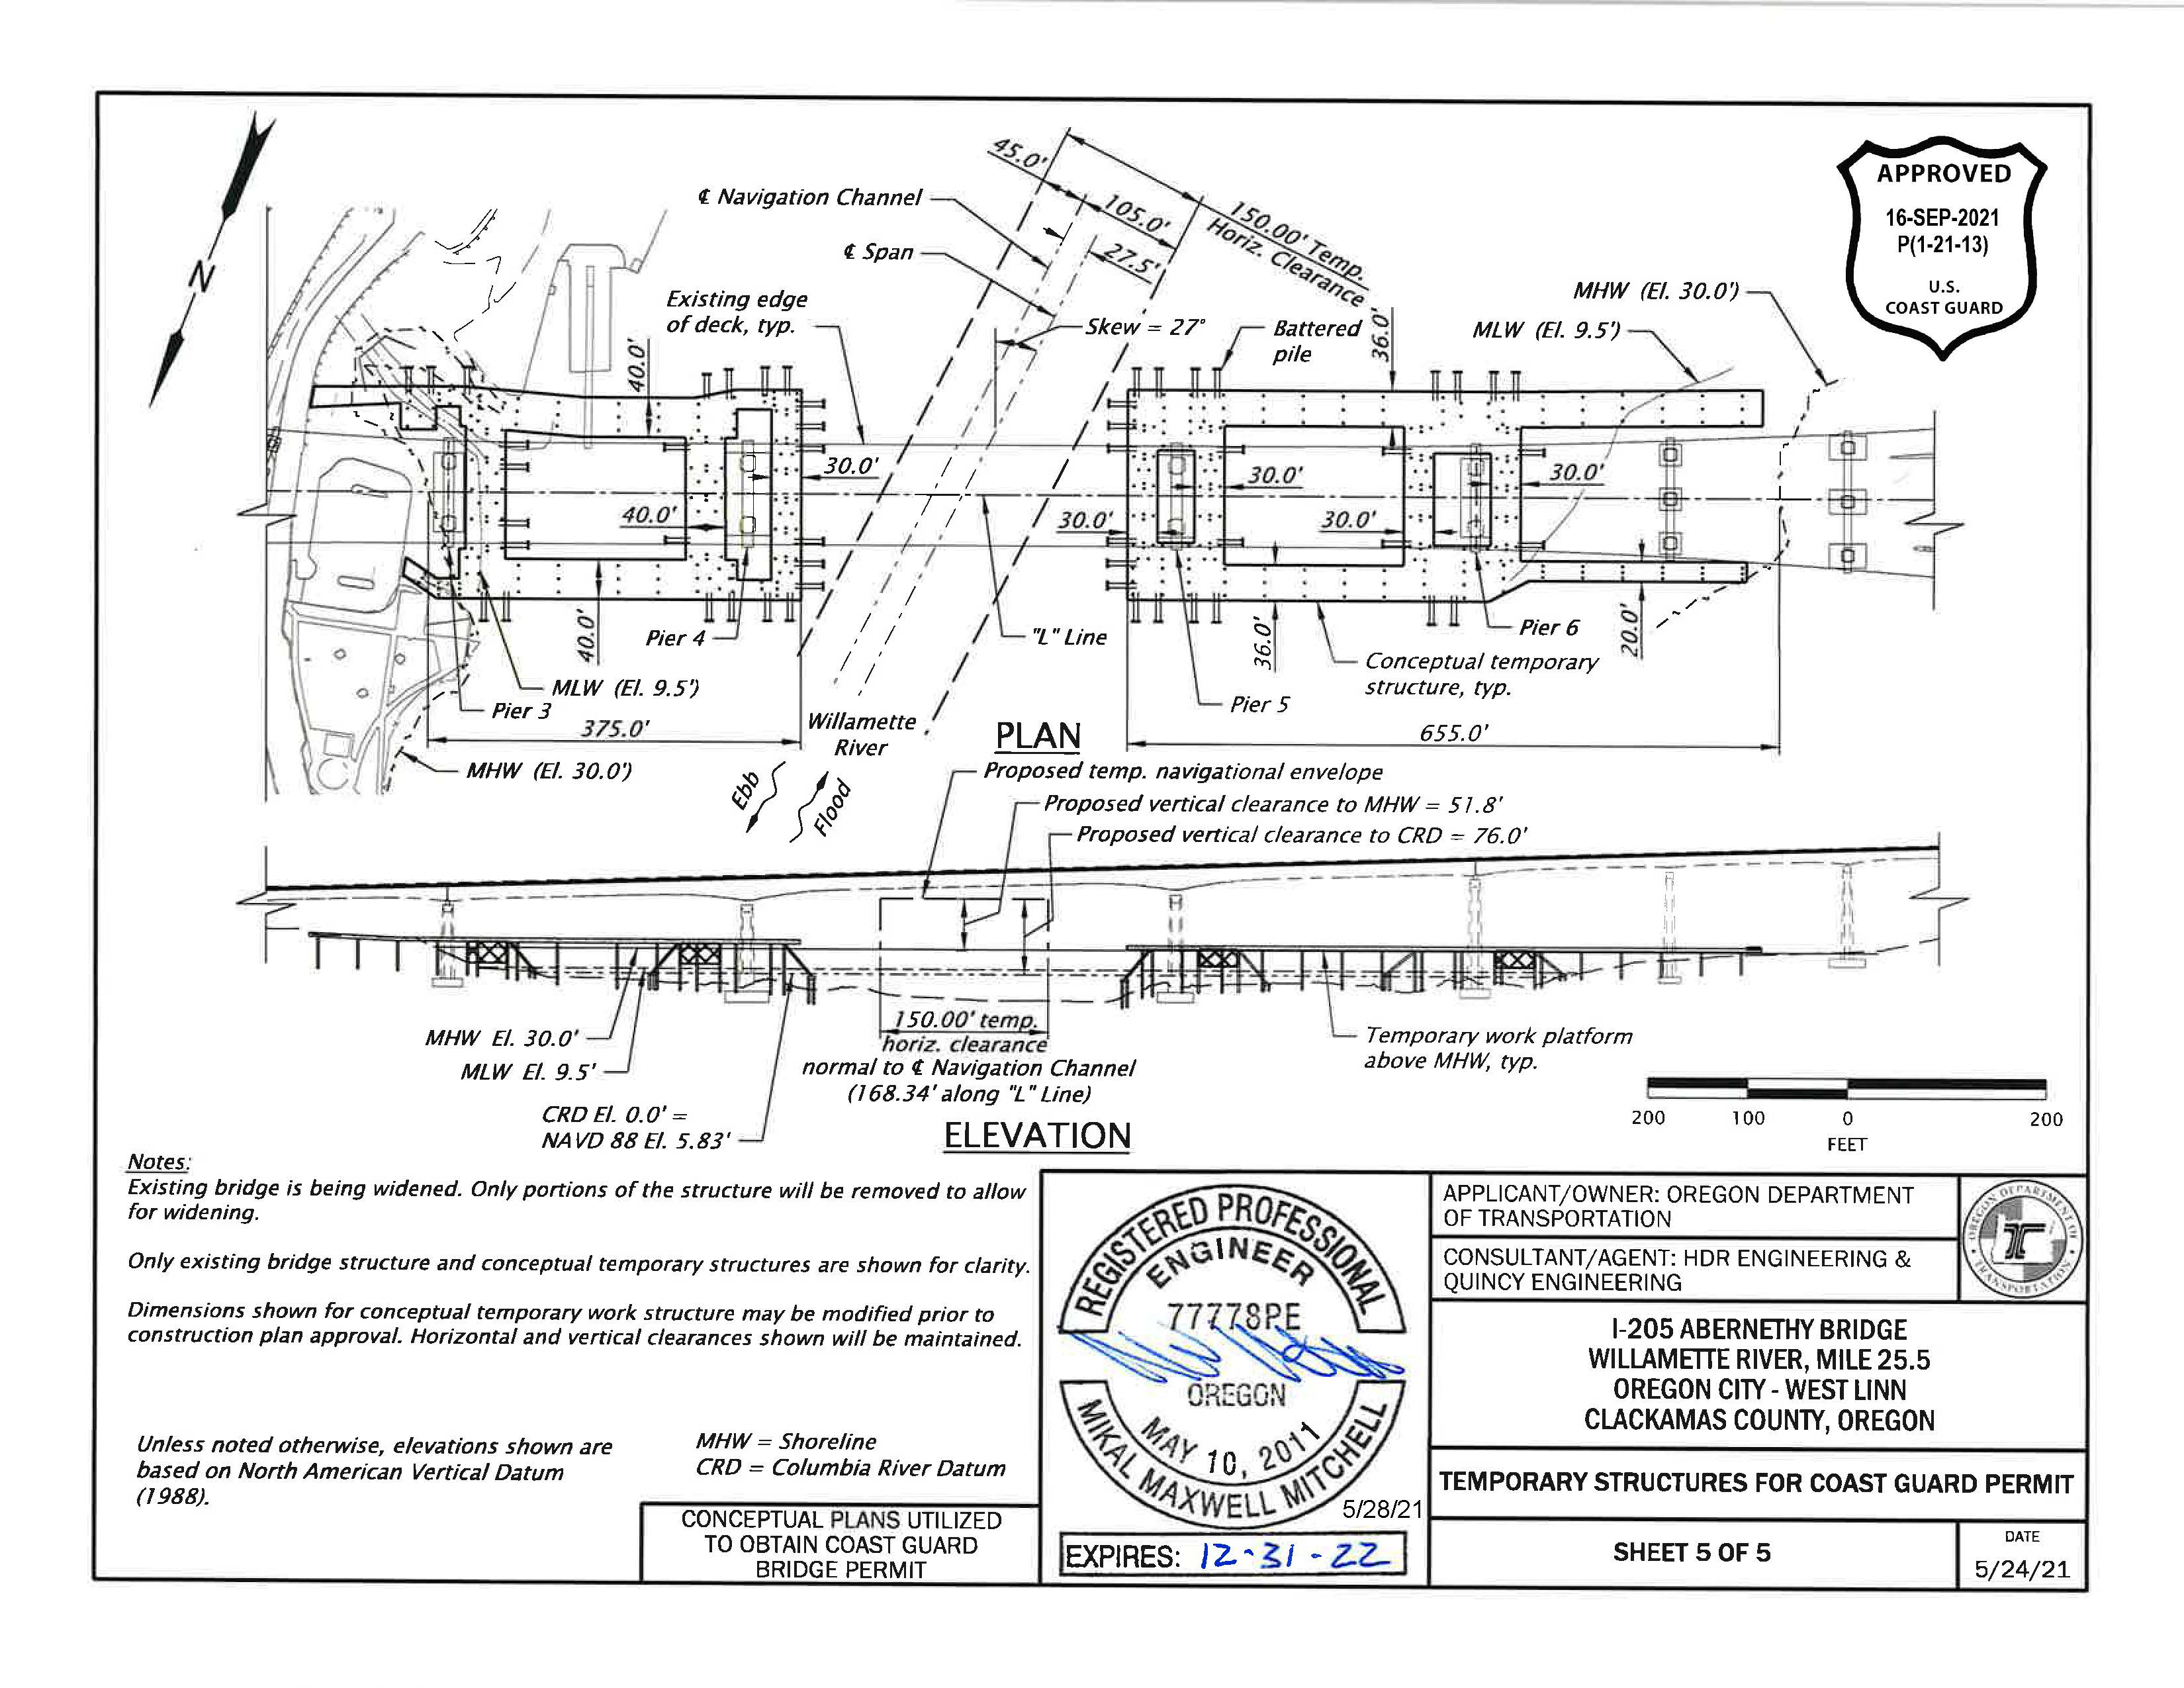 45.0'
℄ Navigation Channel
105.0'
150.00' Temp.
Horiz. Clearance
℄ Span
27.5'
N
Existing edge
of deck, typ.
Skew = 27°
Battered
pile
36.0'
MHW (El. 30.0')
MLW (El. 9.5')
APPROVED
16-SEP-2021
P(1-21-13)
U.S.
COAST GUARD
40.0'
30.0'
30.0'
30.0'
40.0'
30.0'
30.0'
40.0'
Pier 4
"L" Line
36.0'
Pier 6
20.0'
Conceptual temporary
structure, typ.
MLW (El. 9.5')
Pier 3
Pier 5
375.0'
Willamette
River
PLAN
655.0'
MHW (El. 30.0')
Ebb
Flood
Proposed temp. navigational envelope
Proposed vertical clearance to MHW = 51.8'
Proposed vertical clearance to CRD = 76.0'
150.00' temp.
horiz. clearance
normal to ℄ Navigation Channel
(168.34' along "L" Line)
MHW El. 30.0'
MLW El. 9.5'
CRD El. 0.0' =
NAVD 88 El. 5.83'
Temporary work platform
above MHW, typ.
ELEVATION
200 100 0 200
FEET
Notes:
Existing bridge is being widened. Only portions of the structure will be removed to allow
for widening.
Only existing bridge structure and conceptual temporary structures are shown for clarity.
Dimensions shown for conceptual temporary work structure may be modified prior to
construction plan approval. Horizontal and vertical clearances shown will be maintained.
Unless noted otherwise, elevations shown are
based on North American Vertical Datum
(1988).
MHW = Shoreline
CRD = Columbia River Datum
CONCEPTUAL PLANS UTILIZED
TO OBTAIN COAST GUARD
BRIDGE PERMIT
REGISTERED PROFESSIONAL
ENGINEER
77778PE
OREGON
MAY 10, 2011
MIKAL MAXWELL MITCHELL
5/28/21
EXPIRES: 12-31-22
APPLICANT/OWNER: OREGON DEPARTMENT
OF TRANSPORTATION
CONSULTANT/AGENT: HDR ENGINEERING &
QUINCY ENGINEERING
OREGON DEPARTMENT OF
TRANSPORTATION
I-205 ABERNETHY BRIDGE
WILLAMETTE RIVER, MILE 25.5
OREGON CITY - WEST LINN
CLACKAMAS COUNTY, OREGON
TEMPORARY STRUCTURES FOR COAST GUARD PERMIT
SHEET 5 OF 5
DATE
5/24/21